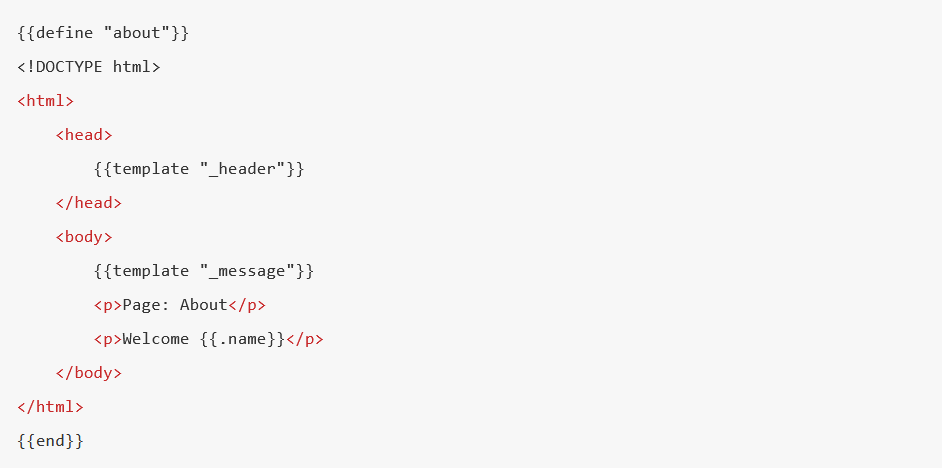 {{define "about"}}
<!DOCTYPE html>
<html>
    <head>
        {{template "_header"}}
    </head>
    <body>
        {{template "_message"}}
        <p>Page: About</p>
        <p>Welcome {{.name}}</p>
    </body>
</html>
{{end}}